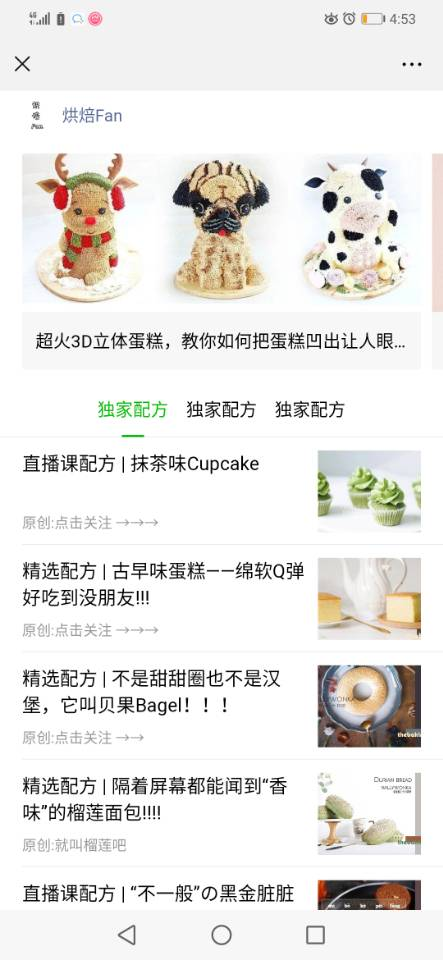 4:53
烘焙Fan
超火3D立体蛋糕，教你如何把蛋糕凹出让人眼...
独家配方 独家配方 独家配方
直播课配方 | 抹茶味Cupcake
原创:点击关注 →→→
精选配方 | 古早味蛋糕——绵软Q弹
好吃到没朋友!!!
原创:点击关注 →→→
精选配方 | 不是甜甜圈也不是汉
堡，它叫贝果Bagel！！！
原创:点击关注 →→
精选配方 | 隔着屏幕都能闻到“香
味”的榴莲面包!!!!
DURIAN BREAD
原创:就叫榴莲吧
直播课配方 | “不一般”の黑金脏脏